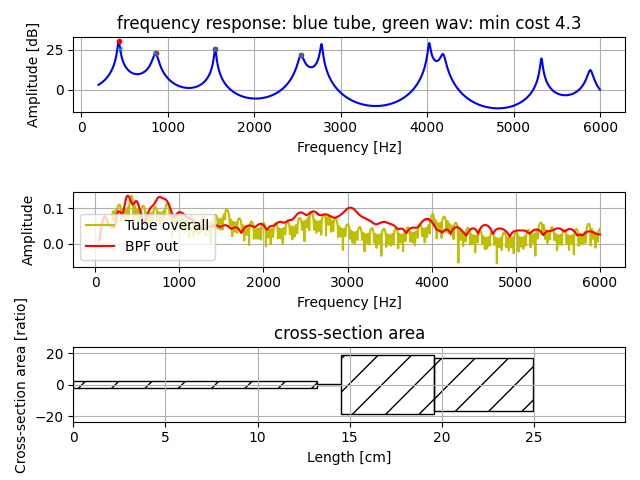 frequency response: blue tube, green wav: min cost 4.3
Amplitude [dB]
25
0
0 1000 2000 3000 4000 5000 6000
Frequency [Hz]
Amplitude
0.1
0.0
Tube overall
BPF out
0 1000 2000 3000 4000 5000 6000
Frequency [Hz]
cross-section area
Cross-section area [ratio]
20
0
−20
0 5 10 15 20 25
Length [cm]